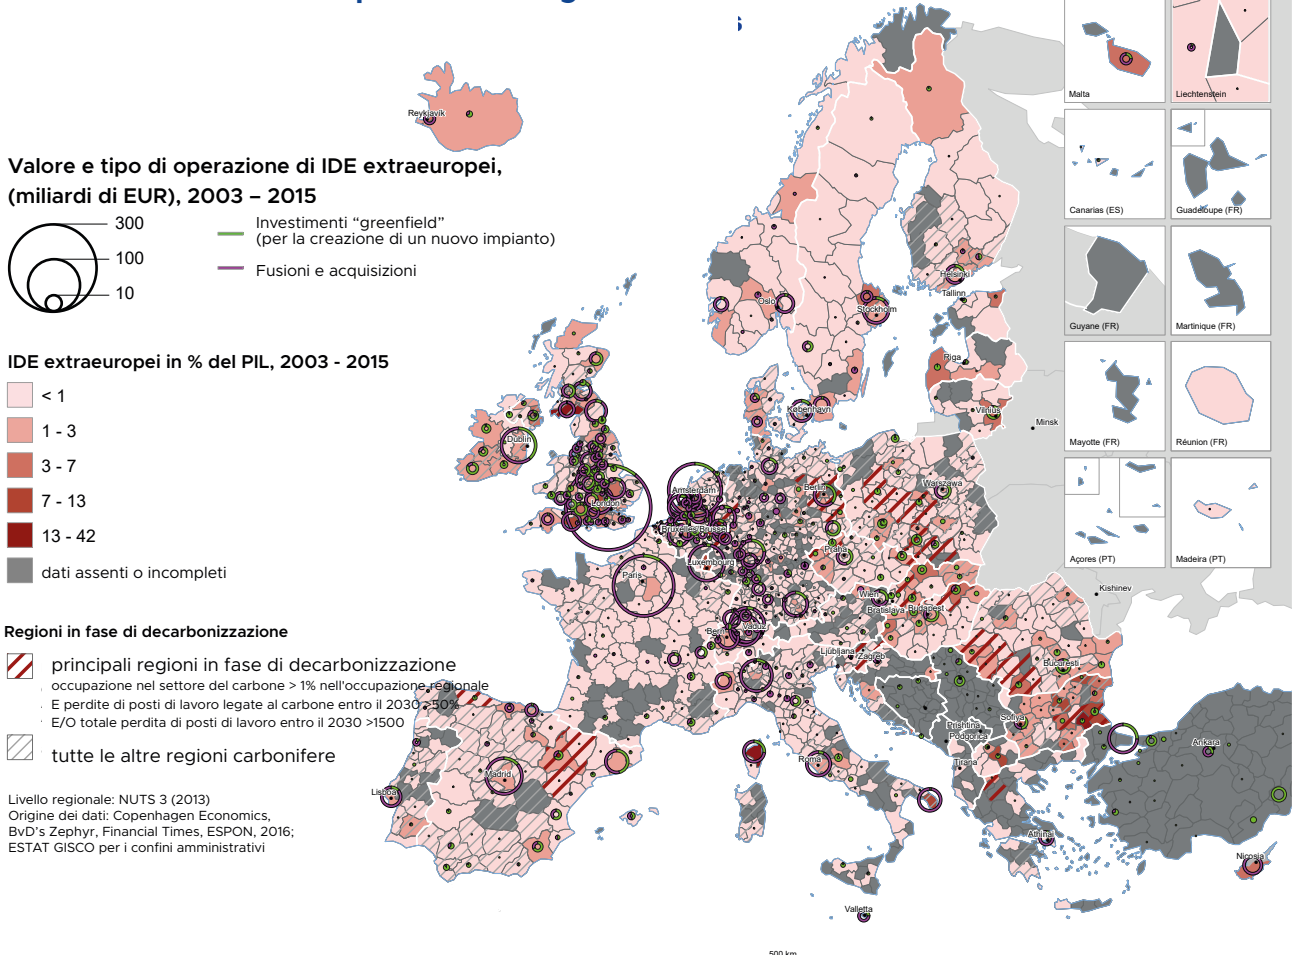 Valore e tipo di operazione di IDE extraeuropei,
(miliardi di EUR), 2003 – 2015
300
100
10
Investimenti “greenfield”
(per la creazione di un nuovo impianto)
Fusioni e acquisizioni
IDE extraeuropei in % del PIL, 2003 - 2015
< 1
1 - 3
3 - 7
7 - 13
13 - 42
dati assenti o incompleti
Regioni in fase di decarbonizzazione
principali regioni in fase di decarbonizzazione
occupazione nel settore del carbone > 1% nell'occupazione regionale
E perdite di posti di lavoro legate al carbone entro il 2030 >50%
E/O totale perdita di posti di lavoro entro il 2030 >1500
tutte le altre regioni carbonifere
Livello regionale: NUTS 3 (2013)
Origine dei dati: Copenhagen Economics,
BvD’s Zephyr, Financial Times, ESPON, 2016;
ESTAT GISCO per i confini amministrativi
Reykjavík
Helsinki
Tallinn
Oslo
Stockholm
Riga
København
Vilnius
Minsk
Dublin
London
Amsterdam
Berlin
Warszawa
Bruxelles/Brussel
Luxembourg
Praha
Paris
Wien
Bratislava
Budapest
Kishinev
Bern
Vaduz
Ljubljana
Zagreb
Bucuresti
Sofiya
Prishtina
Podgorica
Tirana
Ankara
Roma
Madrid
Lisboa
Athinai
Nicosia
Valletta
500 km
Malta
Liechtenstein
Canarias (ES)
Guadeloupe (FR)
Guyane (FR)
Martinique (FR)
Mayotte (FR)
Réunion (FR)
Açores (PT)
Madeira (PT)